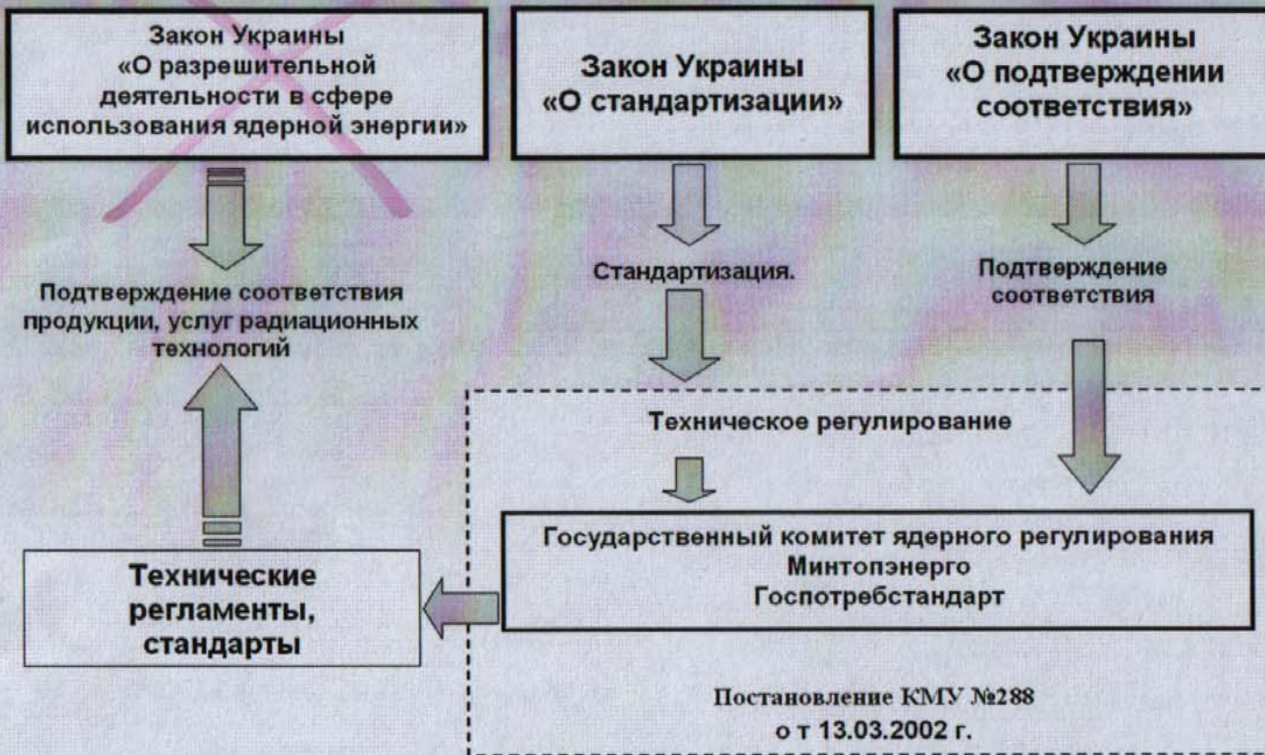 Закон Украины
«О разрешительной
деятельности в сфере
использования ядерной энергии»
Закон Украины
«О стандартизации»
Закон Украины
«О подтверждении
соответствия»
Подтверждение соответствия
продукции, услуг радиационных
технологий
Стандартизация.
Подтверждение
соответствия
Техническое регулирование
Государственный комитет ядерного регулирования
Минтопэнерго
Госпотребстандарт
Технические
регламенты,
стандарты
Постановление КМУ №288
о т 13.03.2002 г.